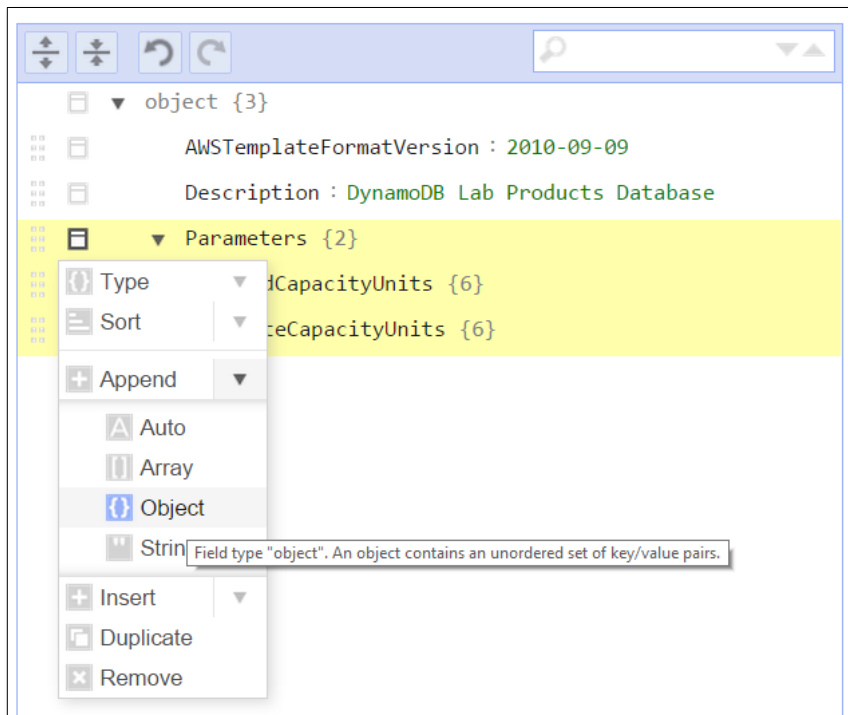 object {3}
AWSTemplateFormatVersion : 2010-09-09
Description : DynamoDB Lab Products Database
Parameters {2}
Type
dCapacityUnits {6}
Sort
teCapacityUnits {6}
Append
Auto
Array
Object
Strin
Field type "object". An object contains an unordered set of key/value pairs.
Insert
Duplicate
Remove